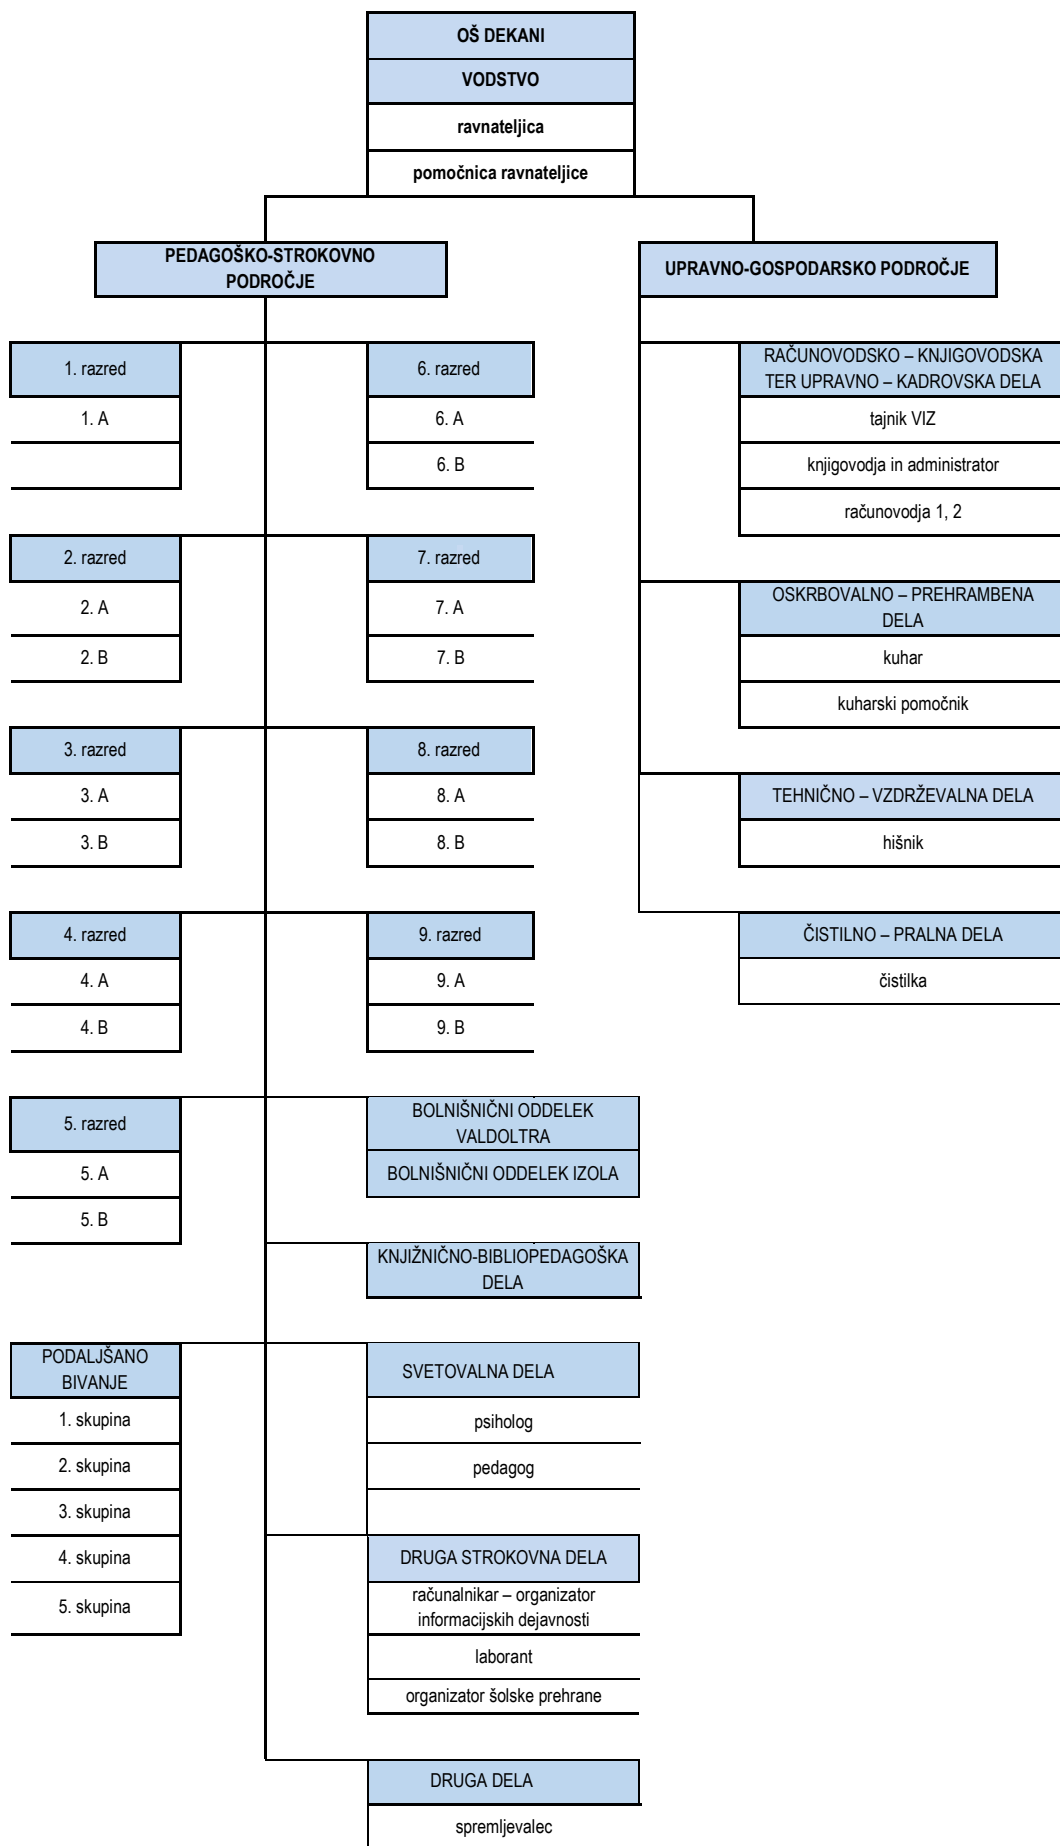 OŠ DEKANI
VODSTVO
ravnateljica
pomočnica ravnateljice
PEDAGOŠKO-STROKOVNO
PODROČJE
UPRAVNO-GOSPODARSKO PODROČJE
1. razred
1. A
6. razred
6. A
6. B
2. razred
2. A
2. B
7. razred
7. A
7. B
3. razred
3. A
3. B
8. razred
8. A
8. B
4. razred
4. A
4. B
9. razred
9. A
9. B
5. razred
5. A
5. B
BOLNIŠNIČNI ODDELEK
VALDOLTRA
BOLNIŠNIČNI ODDELEK IZOLA
KNJIŽNIČNO-BIBLIOPEDAGOŠKA
DELA
PODALJŠANO
BIVANJE
1. skupina
2. skupina
3. skupina
4. skupina
5. skupina
SVETOVALNA DELA
psiholog
pedagog
DRUGA STROKOVNA DELA
računalnikar – organizator
informacijskih dejavnosti
laborant
organizator šolske prehrane
DRUGA DELA
spremljevalec
RAČUNOVODSKO – KNJIGOVODSKA
TER UPRAVNO – KADROVSKA DELA
tajnik VIZ
knjigovodja in administrator
računovodja 1, 2
OSKRBOVALNO – PREHRAMBENA
DELA
kuhar
kuharski pomočnik
TEHNIČNO – VZDRŽEVALNA DELA
hišnik
ČISTILNO – PRALNA DELA
čistilka